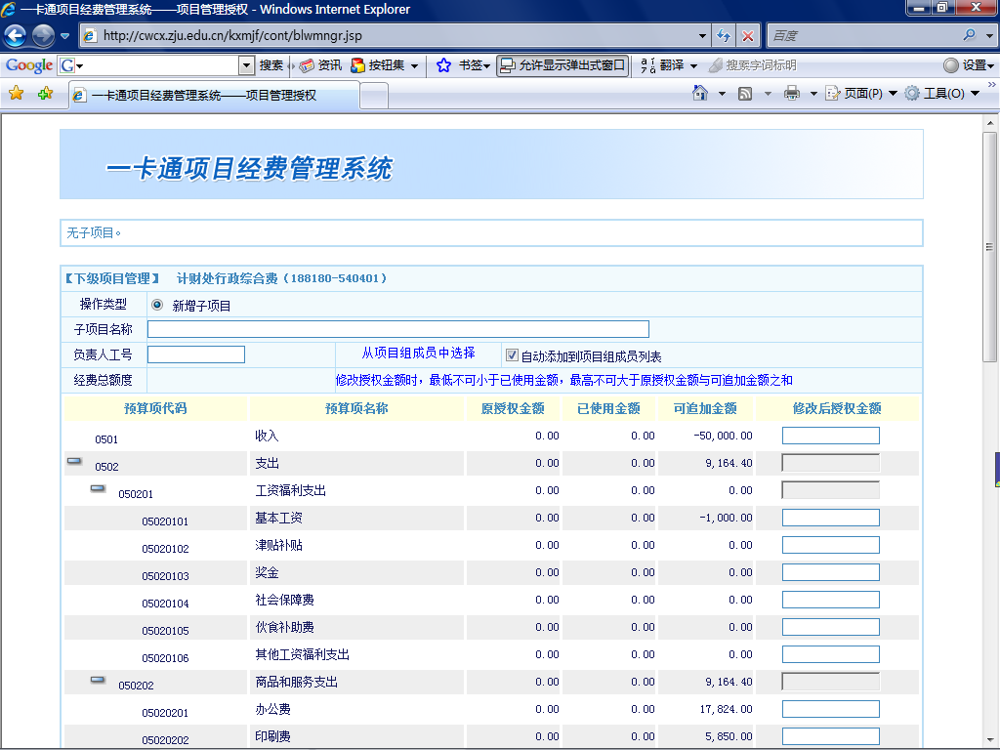 一卡通项目经费管理系统——项目管理授权 - Windows Internet Explorer
http://cwcx.zju.edu.cn/kxmjf/cont/blwmngr.jsp 百度
Google G 搜索 资讯 按钮集 书签 允许显示弹出式窗口 翻译 搜索字词标明 设置
一卡通项目经费管理系统——项目管理授权 页面(P) 工具(O)
一卡通项目经费管理系统
无子项目。
【下级项目管理】 计财处行政综合费（188180-540401）
操作类型 新增子项目
子项目名称
负责人工号 从项目组成员中选择 自动添加到项目组成员列表
经费总额度 修改授权金额时，最低不可小于已使用金额，最高不可大于原授权金额与可追加金额之和
预算项代码 预算项名称 原授权金额 已使用金额 可追加金额 修改后授权金额
0501 收入 0.00 0.00 -50,000.00
0502 支出 0.00 0.00 9,164.40
050201 工资福利支出 0.00 0.00 0.00
05020101 基本工资 0.00 0.00 -1,000.00
05020102 津贴补贴 0.00 0.00 0.00
05020103 奖金 0.00 0.00 0.00
05020104 社会保障费 0.00 0.00 0.00
05020105 伙食补助费 0.00 0.00 0.00
05020106 其他工资福利支出 0.00 0.00 0.00
050202 商品和服务支出 0.00 0.00 9,164.40
05020201 办公费 0.00 0.00 17,824.00
05020202 印刷费 0.00 0.00 5,850.00